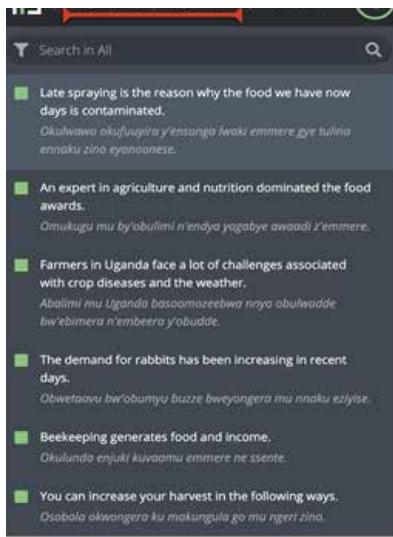 Search in All
Late spraying is the reason why the food we have now
days is contaminated.
Okulwawo okufuuyira y'ensonga lwaki emmere gye tulina
ennaku zino eyonoonese.
An expert in agriculture and nutrition dominated the food
awards.
Omukugu mu by'obulimi n'endya yagabye awaadi z'emmere.
Farmers in Uganda face a lot of challenges associated
with crop diseases and the weather.
Abalimi mu Uganda basoomozeebwa nnyo obulwadde
bw'ebimera n'embeera y'obudde.
The demand for rabbits has been increasing in recent
days.
Obwetaavu bw'obumyu buzze bweyongera mu nnaku eziyise.
Beekeeping generates food and income.
Okulunda enjuki kuvaamu emmere ne ssente.
You can increase your harvest in the following ways.
Osobola okwongera ku makungula go mu ngeri zino.